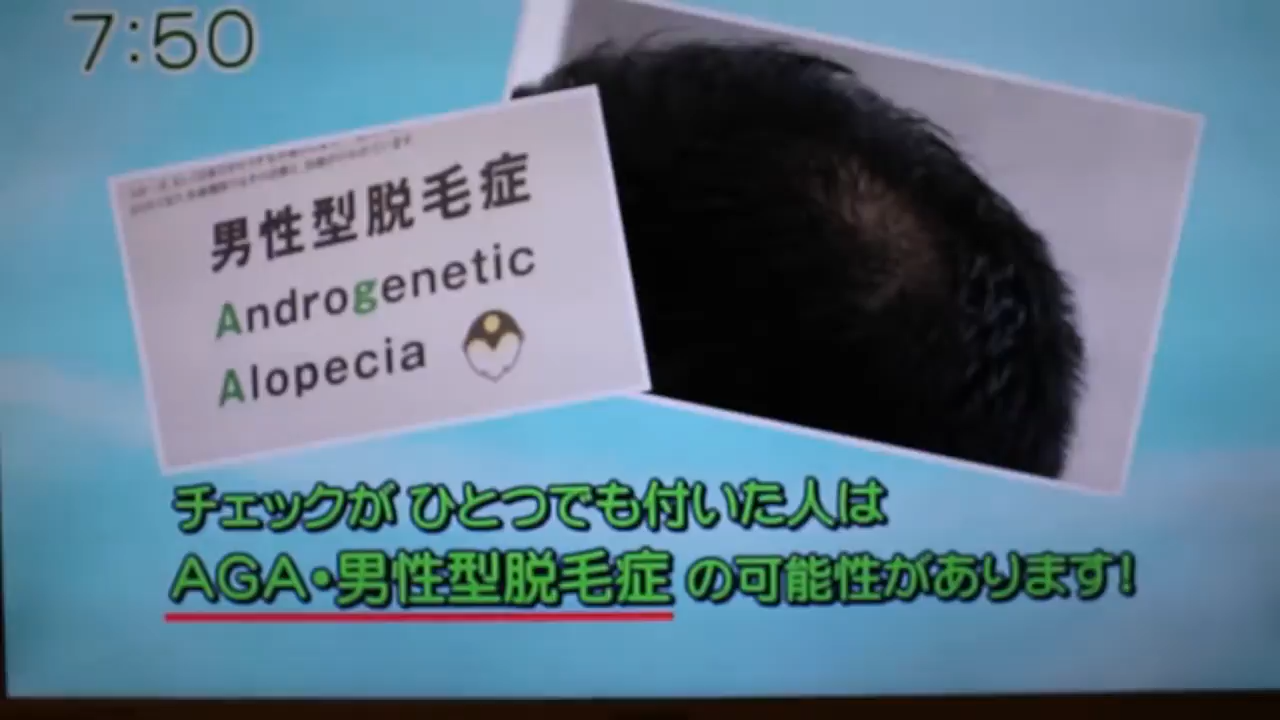 7:50
男性型脱毛症
Androgenetic
Alopecia
チェックが ひとつでも付いた人は
AGA・男性型脱毛症 の可能性があります!